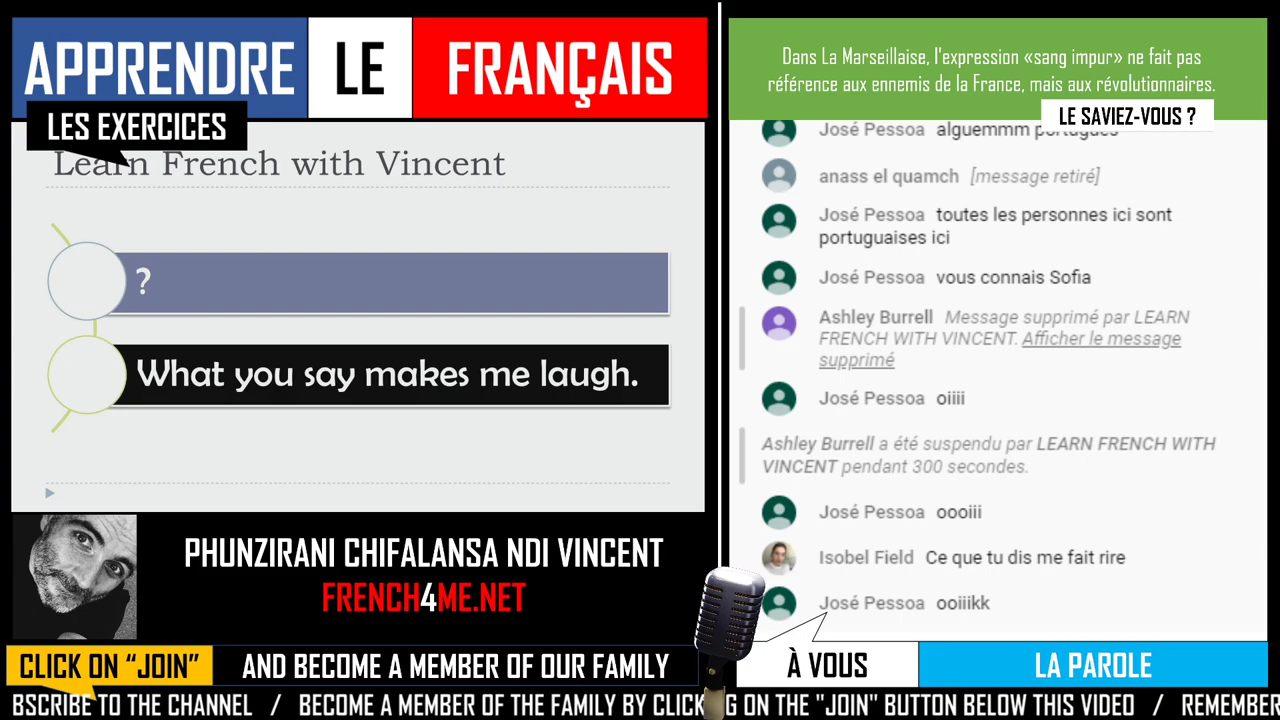 APPRENDRE LE FRANÇAIS
LES EXERCICES
Learn French with Vincent
?
What you say makes me laugh.
PHUNZIRANI CHIFALANSA NDI VINCENT
FRENCH4ME.NET
CLICK ON “JOIN” AND BECOME A MEMBER OF OUR FAMILY
Dans La Marseillaise, l'expression «sang impur» ne fait pas
référence aux ennemis de la France, mais aux révolutionnaires.
LE SAVIEZ-VOUS ?
José Pessoa alguemmm portugues
anass el quamch [message retiré]
José Pessoa toutes les personnes ici sont
portuguaises ici
José Pessoa vous connais Sofia
Ashley Burrell Message supprimé par LEARN
FRENCH WITH VINCENT. Afficher le message
supprimé
José Pessoa oiiii
Ashley Burrell a été suspendu par LEARN FRENCH WITH
VINCENT pendant 300 secondes.
José Pessoa oooiii
Isobel Field Ce que tu dis me fait rire
José Pessoa ooiiikk
À VOUS LA PAROLE
BSCRIBE TO THE CHANNEL / BECOME A MEMBER OF THE FAMILY BY CLICK G ON THE "JOIN" BUTTON BELOW THIS VIDEO / REMEMBER